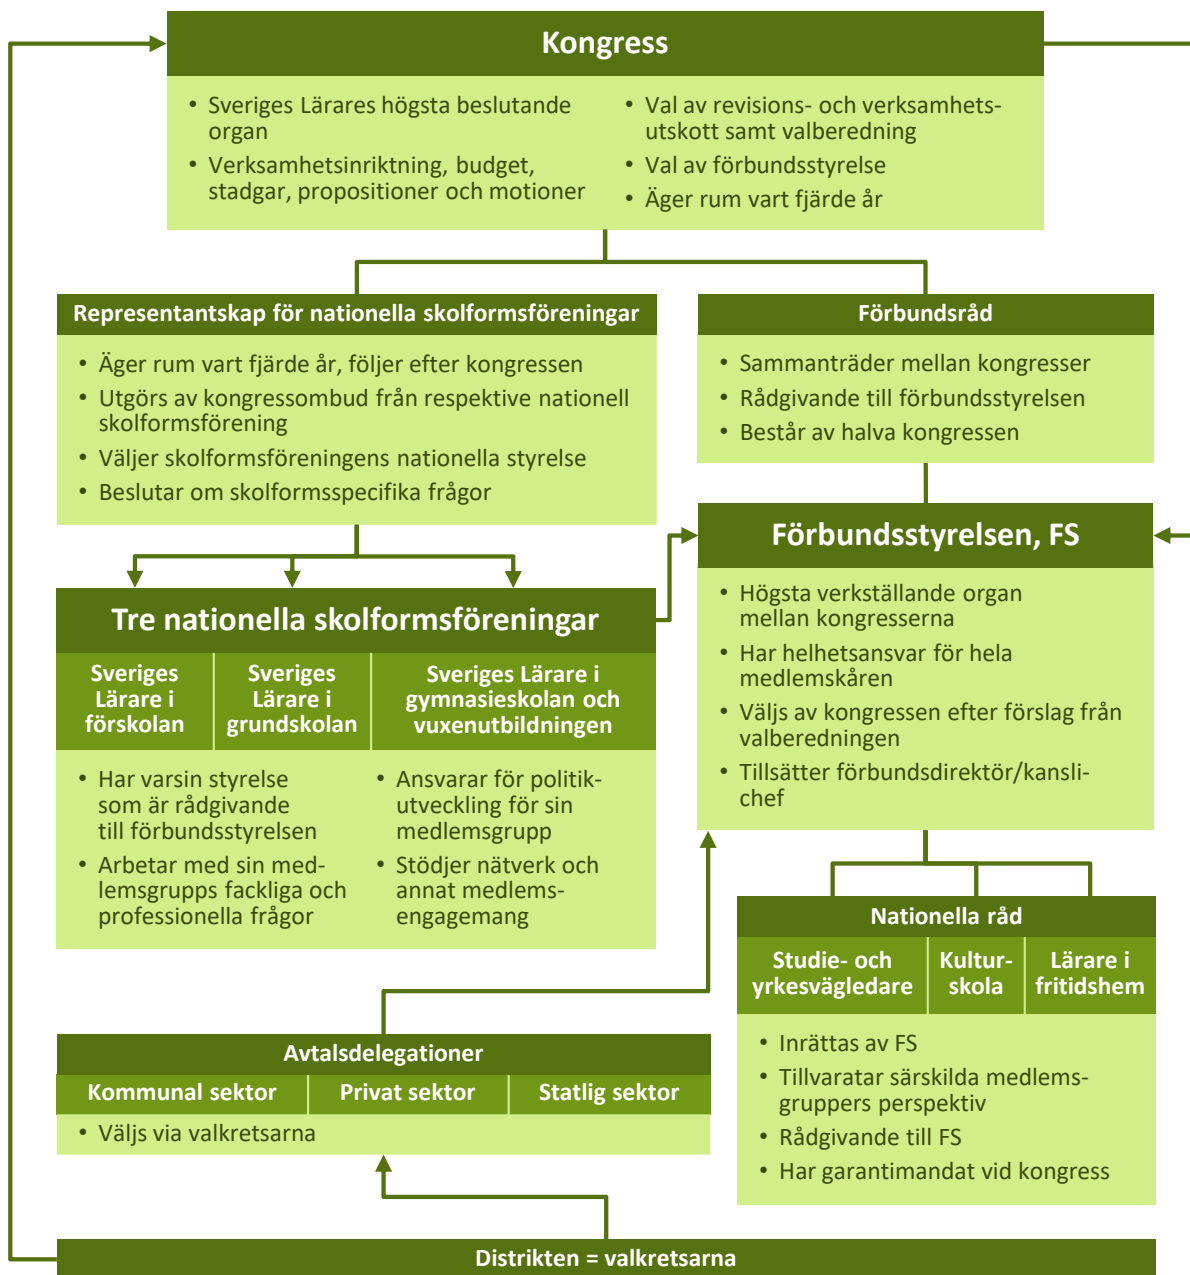 Kongress
• Sveriges Lärares högsta beslutande
organ
• Verksamhetsinriktning, budget,
stadgar, propositioner och motioner
• Val av revisions- och verksamhets-
utskott samt valberedning
• Val av förbundsstyrelse
• Äger rum vart fjärde år
Representantskap för nationella skolformsföreningar
• Äger rum vart fjärde år, följer efter kongressen
• Utgörs av kongressombud från respektive nationell
skolformsförening
• Väljer skolformsföreningens nationella styrelse
• Beslutar om skolformsspecifika frågor
Förbundsråd
• Sammanträder mellan kongresser
• Rådgivande till förbundsstyrelsen
• Består av halva kongressen
Förbundsstyrelsen, FS
• Högsta verkställande organ
mellan kongresserna
• Har helhetsansvar för hela
medlemskåren
• Väljs av kongressen efter förslag från
valberedningen
• Tillsätter förbundsdirektör/kansli-
chef
Tre nationella skolformsföreningar
Sveriges
Lärare i
förskolan
Sveriges
Lärare i
grundskolan
Sveriges Lärare i
gymnasieskolan och
vuxenutbildningen
• Har varsin styrelse
som är rådgivande
till förbundsstyrelsen
• Arbetar med sin med-
lemsgrupps fackliga och
professionella frågor
• Ansvarar för politik-
utveckling för sin
medlemsgrupp
• Stödjer nätverk och
annat medlems-
engagemang
Nationella råd
Studie- och
yrkesvägledare
Kultur-
skola
Lärare i
fritidshem
• Inrättas av FS
• Tillvaratar särskilda medlems-
gruppers perspektiv
• Rådgivande till FS
• Har garantimandat vid kongress
Avtalsdelegationer
Kommunal sektor
Privat sektor
Statlig sektor
• Väljs via valkretsarna
Distrikten = valkretsarna